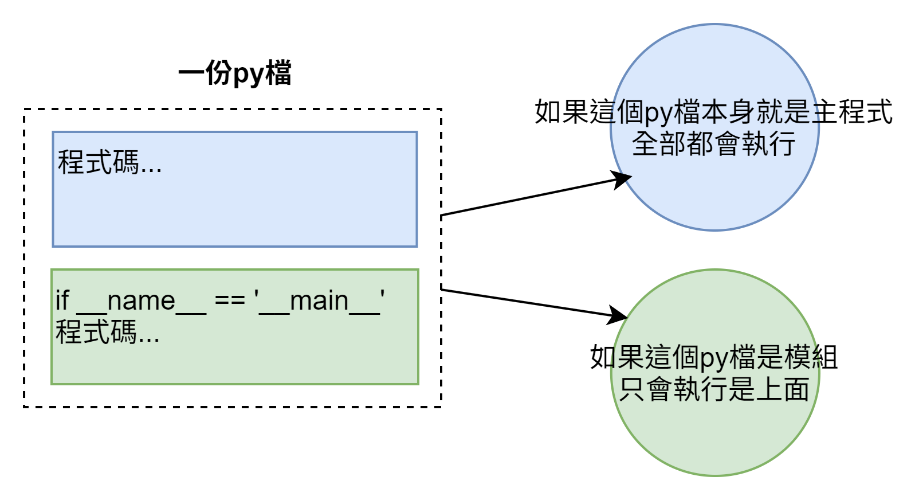 一份py檔
程式碼...
if __name__ == '__main__'
程式碼...
如果這個py檔本身就是主程式
全部都會執行
如果這個py檔是模組
只會執行是上面